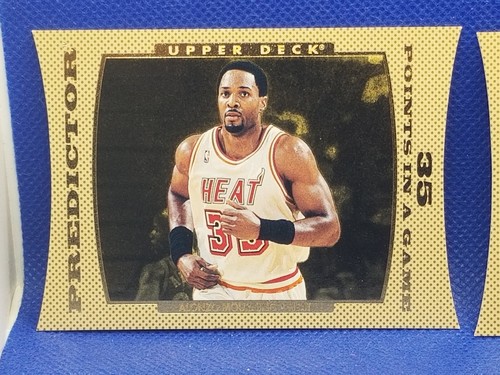 UPPER DECK®
PREDICTOR
HEAT
33
35
POINTS IN A GAME